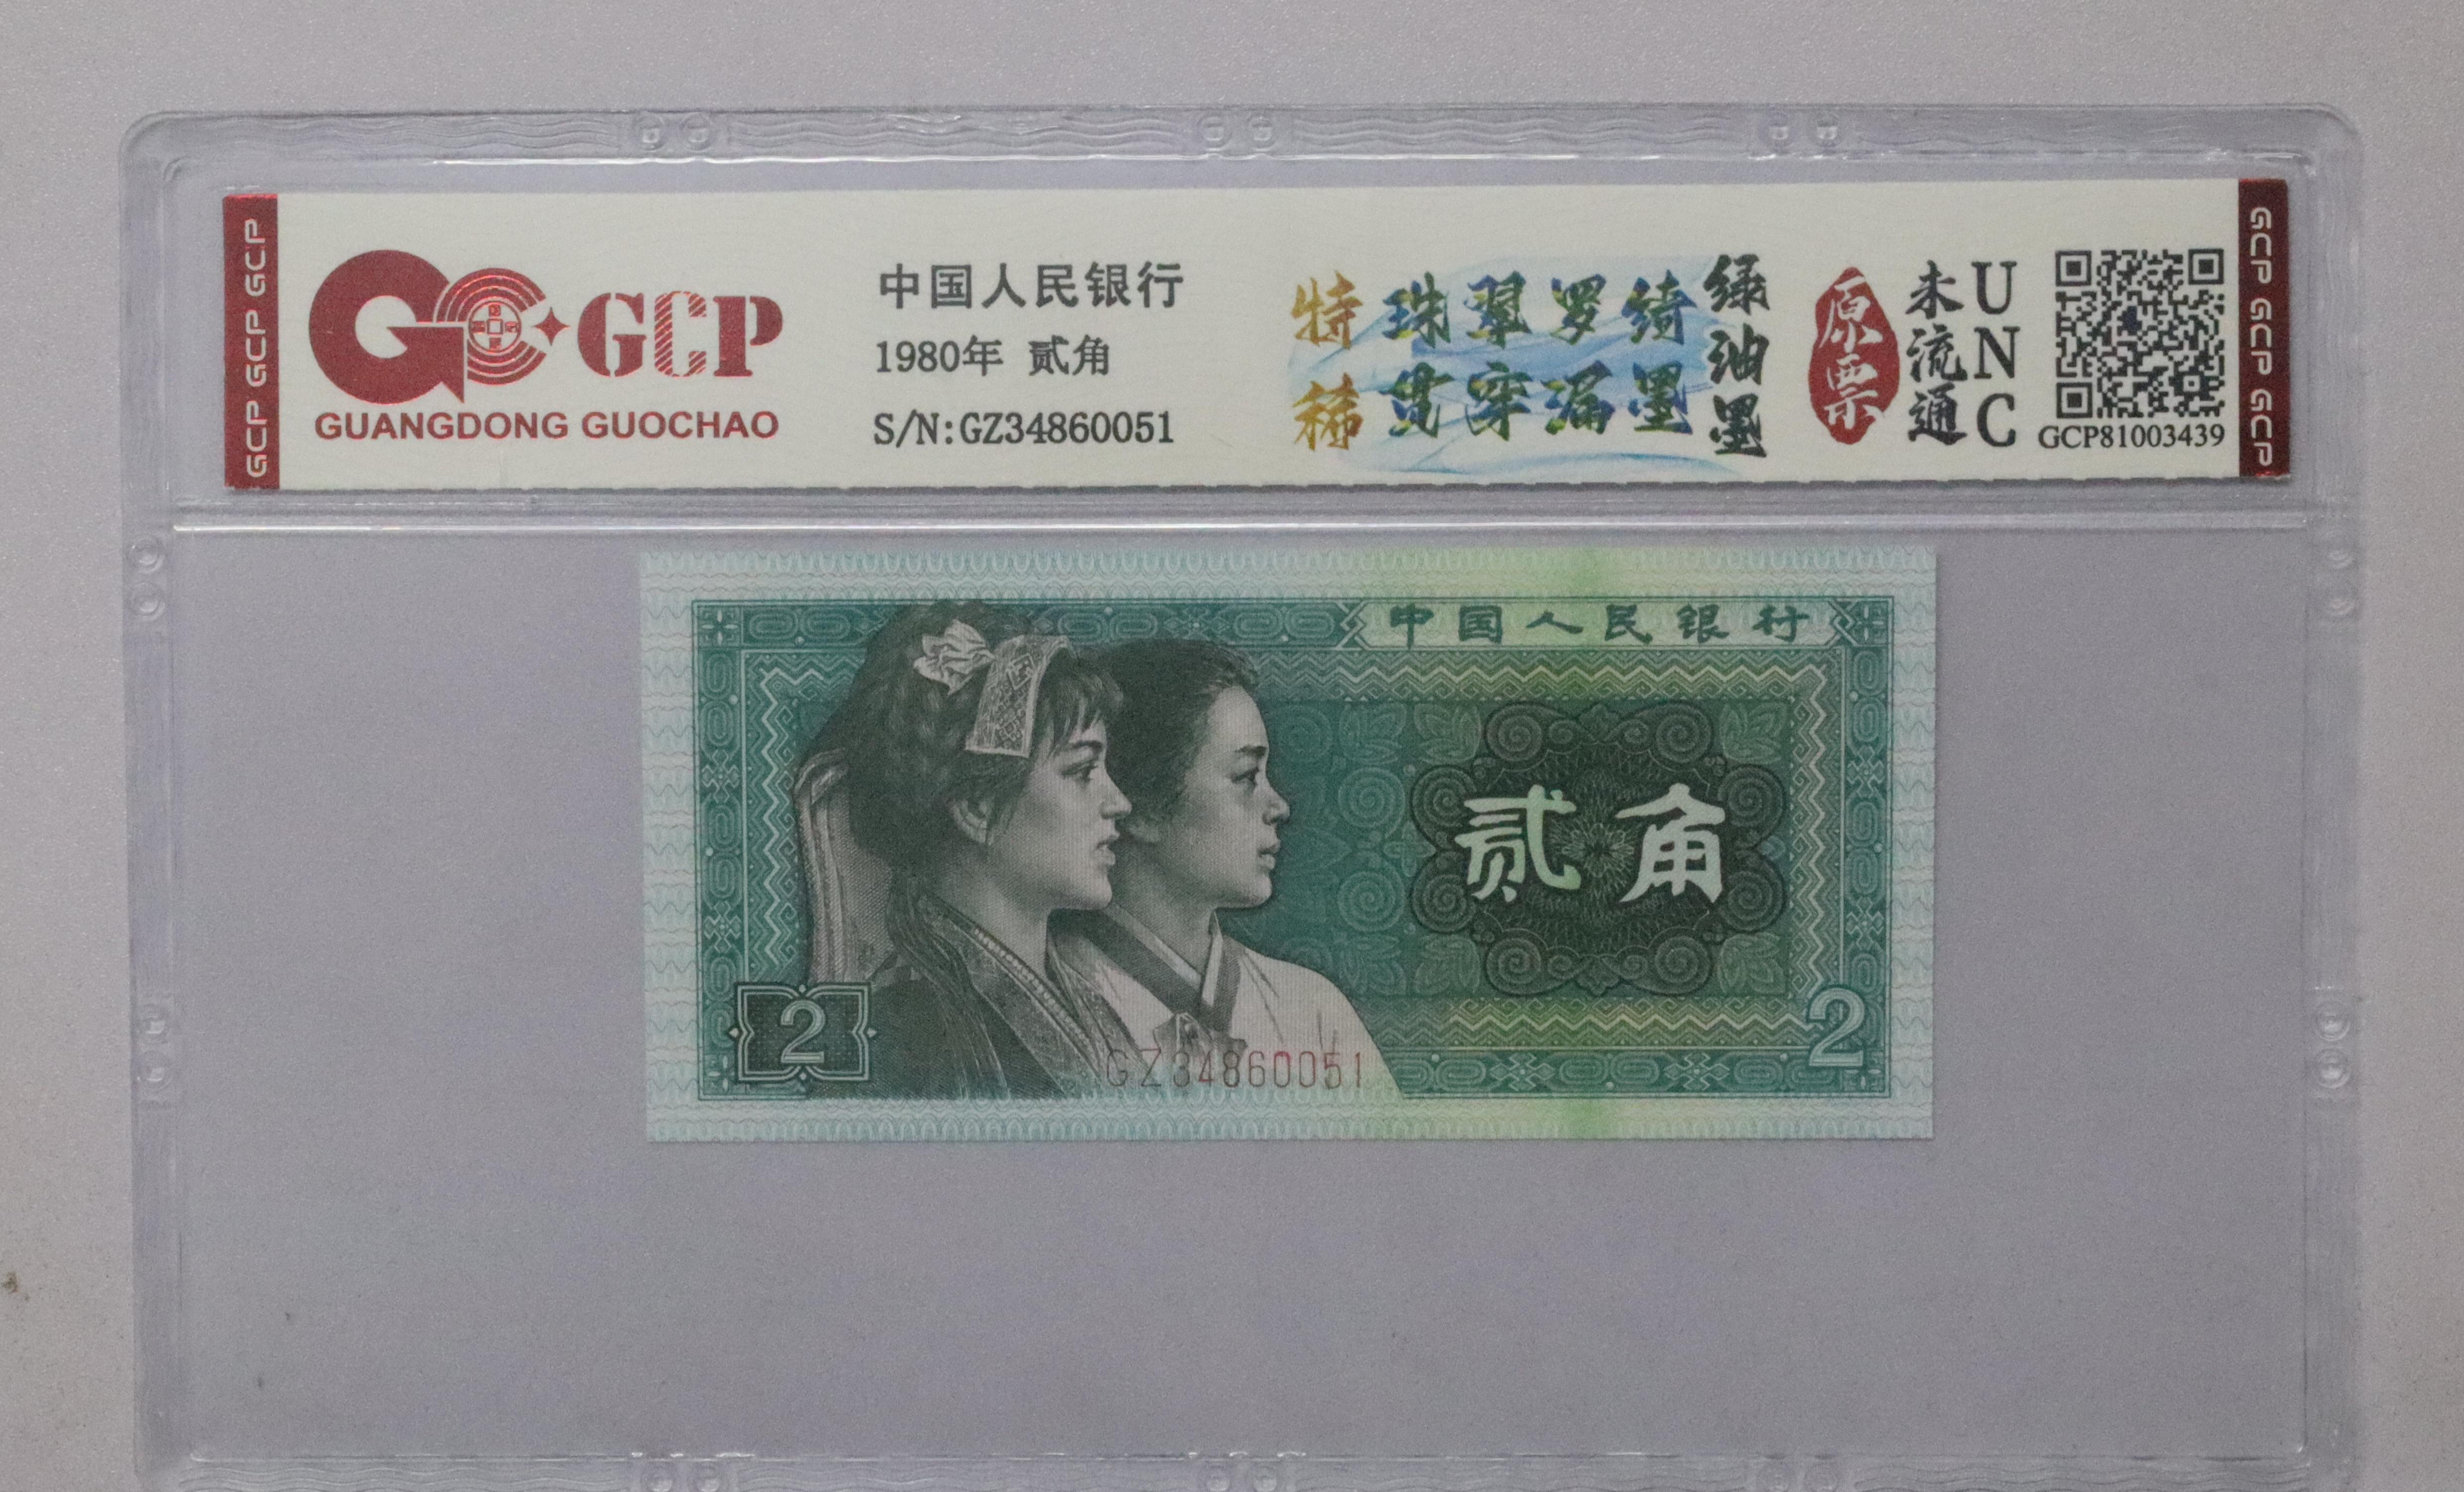 GCP GCP GCP
GCP
GUANGDONG GUOCHAO
中国人民银行
1980年 贰角
S/N:GZ34860051
特稀
珠翠罗绮
贯穿漏墨
绿油墨
原票
未流通
UNC
GCP81003439
GCP GCP GCP
中国人民银行
贰角
2
2
GZ34860051